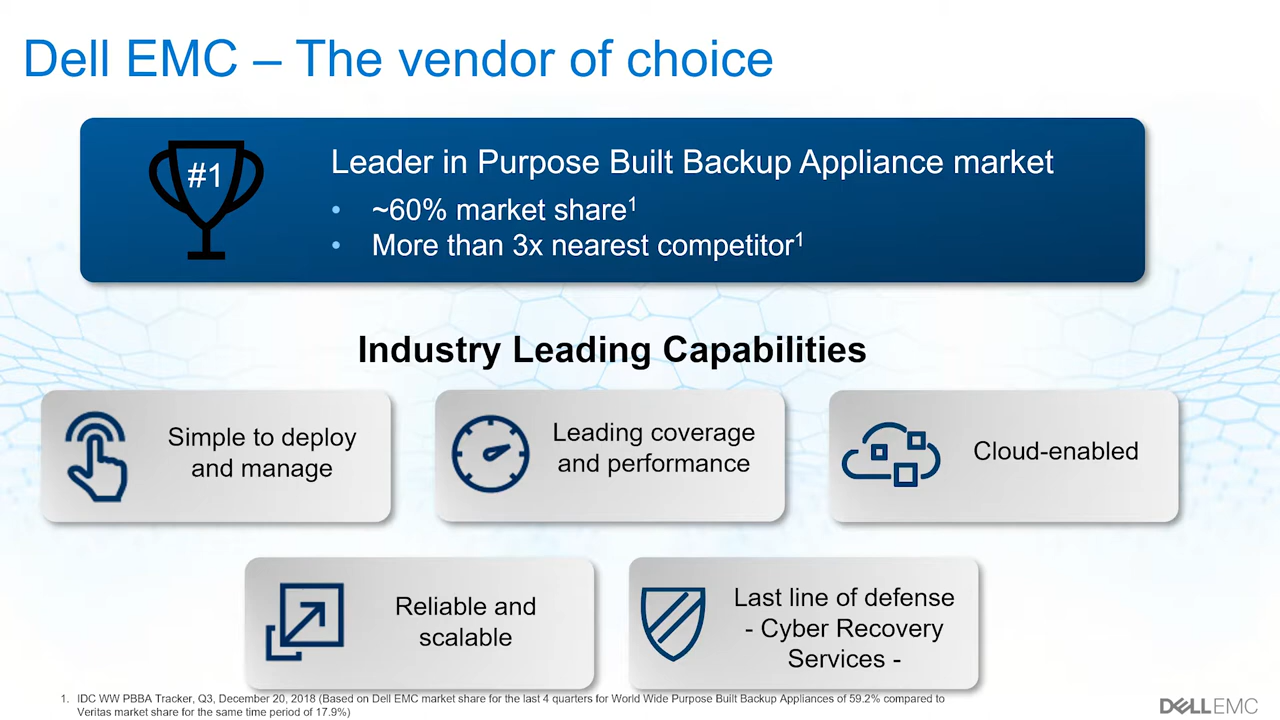 Dell EMC – The vendor of choice
#1
Leader in Purpose Built Backup Appliance market
• ~60% market share1
• More than 3x nearest competitor1
Industry Leading Capabilities
Simple to deploy
and manage
Leading coverage
and performance
Cloud-enabled
Reliable and
scalable
Last line of defense
- Cyber Recovery
Services -
1. IDC WW PBBA Tracker, Q3, December 20, 2018 (Based on Dell EMC market share for the last 4 quarters for World Wide Purpose Built Backup Appliances of 59.2% compared to
Veritas market share for the same time period of 17.9%)
DELLEMC